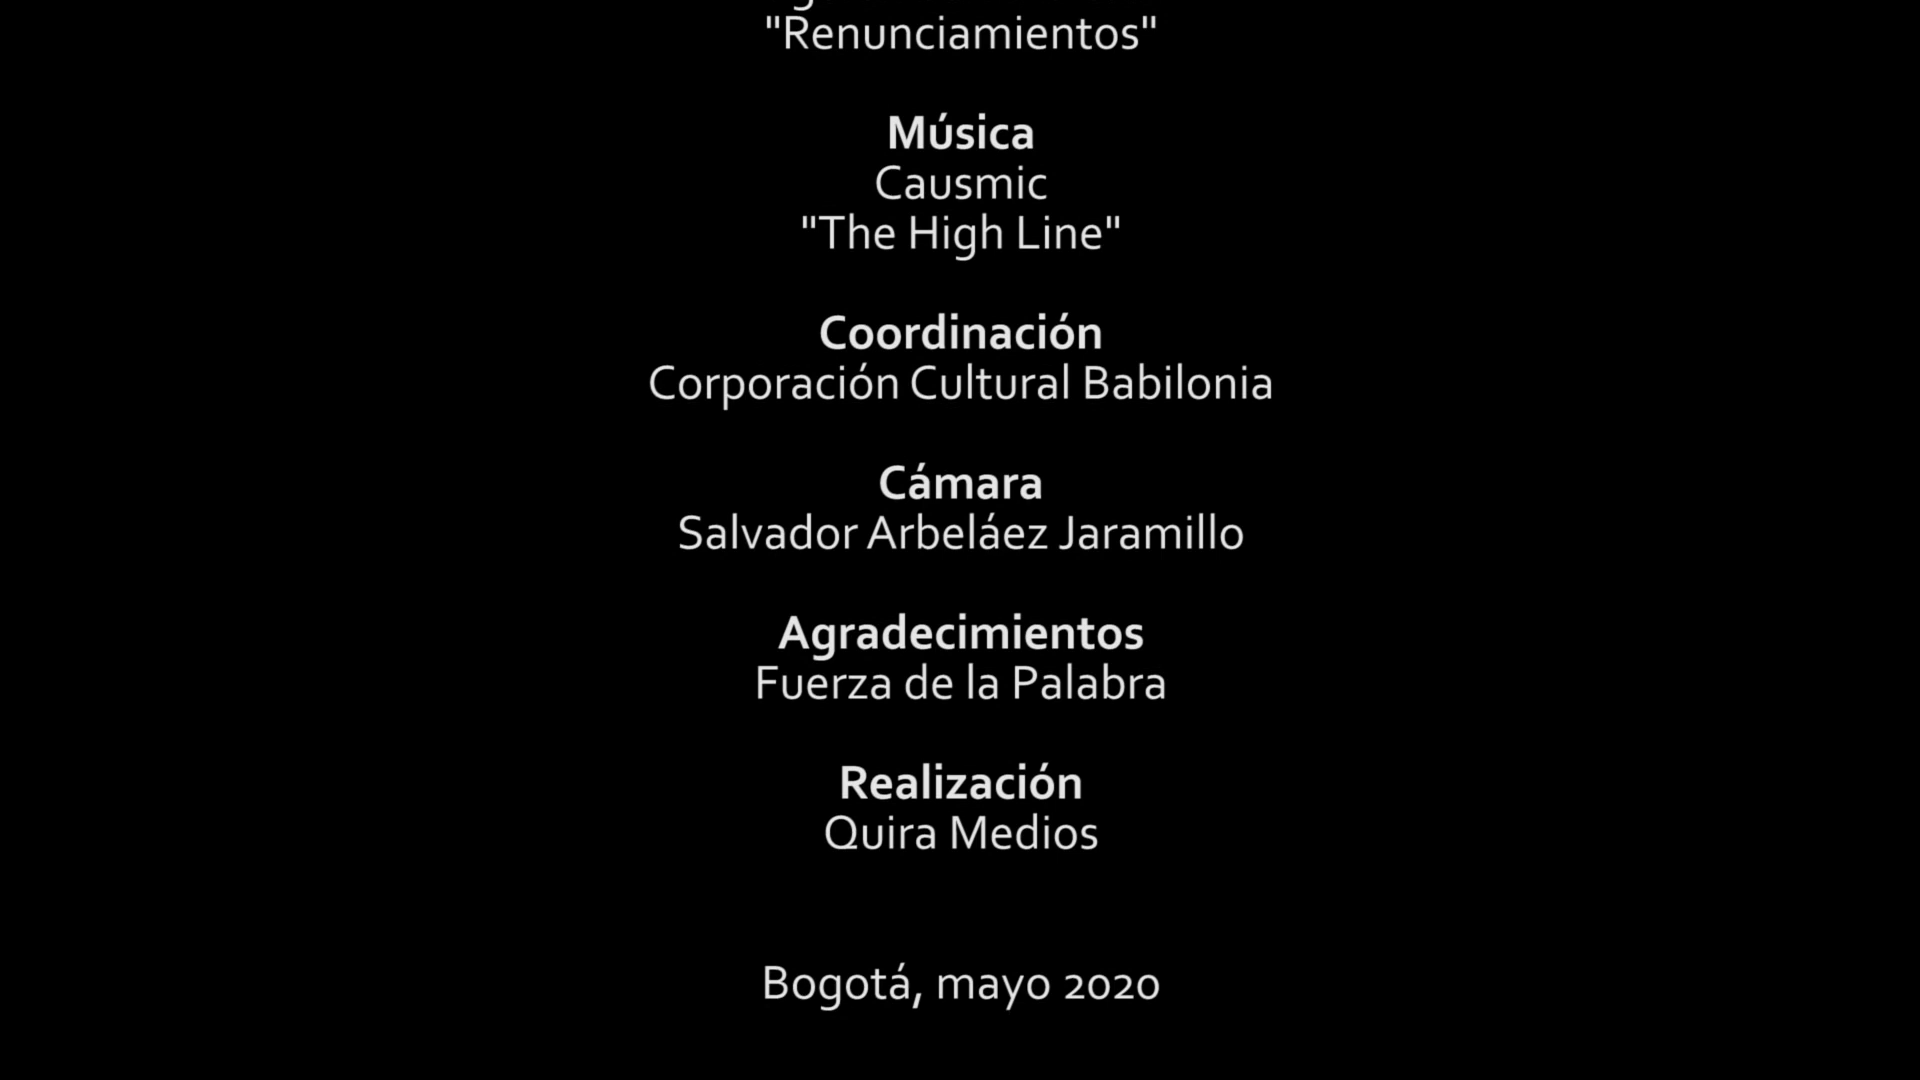 "Renunciamientos"
Música
Causmic
"The High Line"
Coordinación
Corporación Cultural Babilonia
Cámara
Salvador Arbeláez Jaramillo
Agradecimientos
Fuerza de la Palabra
Realización
Quira Medios
Bogotá, mayo 2020